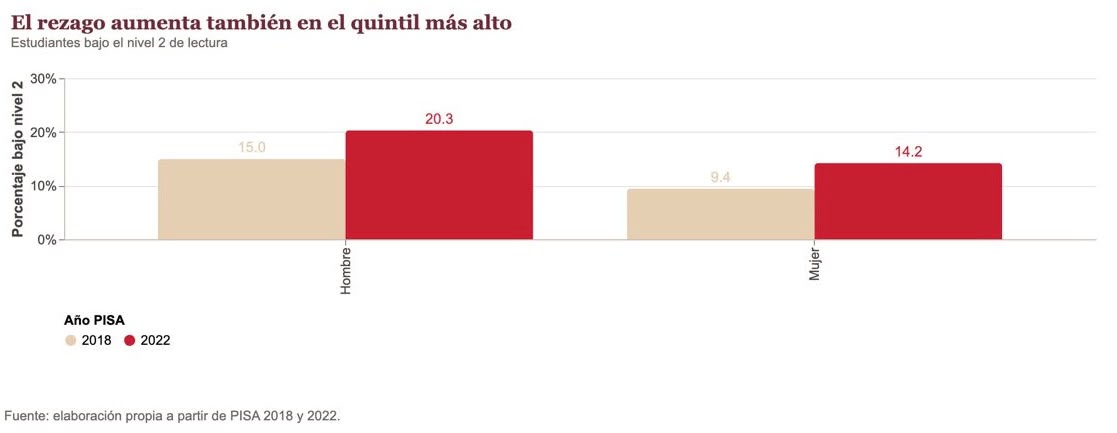 El rezago aumenta también en el quintil más alto
Estudiantes bajo el nivel 2 de lectura
Porcentaje bajo nivel 2
30%
20%
10%
0%
15.0
20.3
9.4
14.2
Hombre
Mujer
Año PISA
2018 2022
Fuente: elaboración propia a partir de PISA 2018 y 2022.